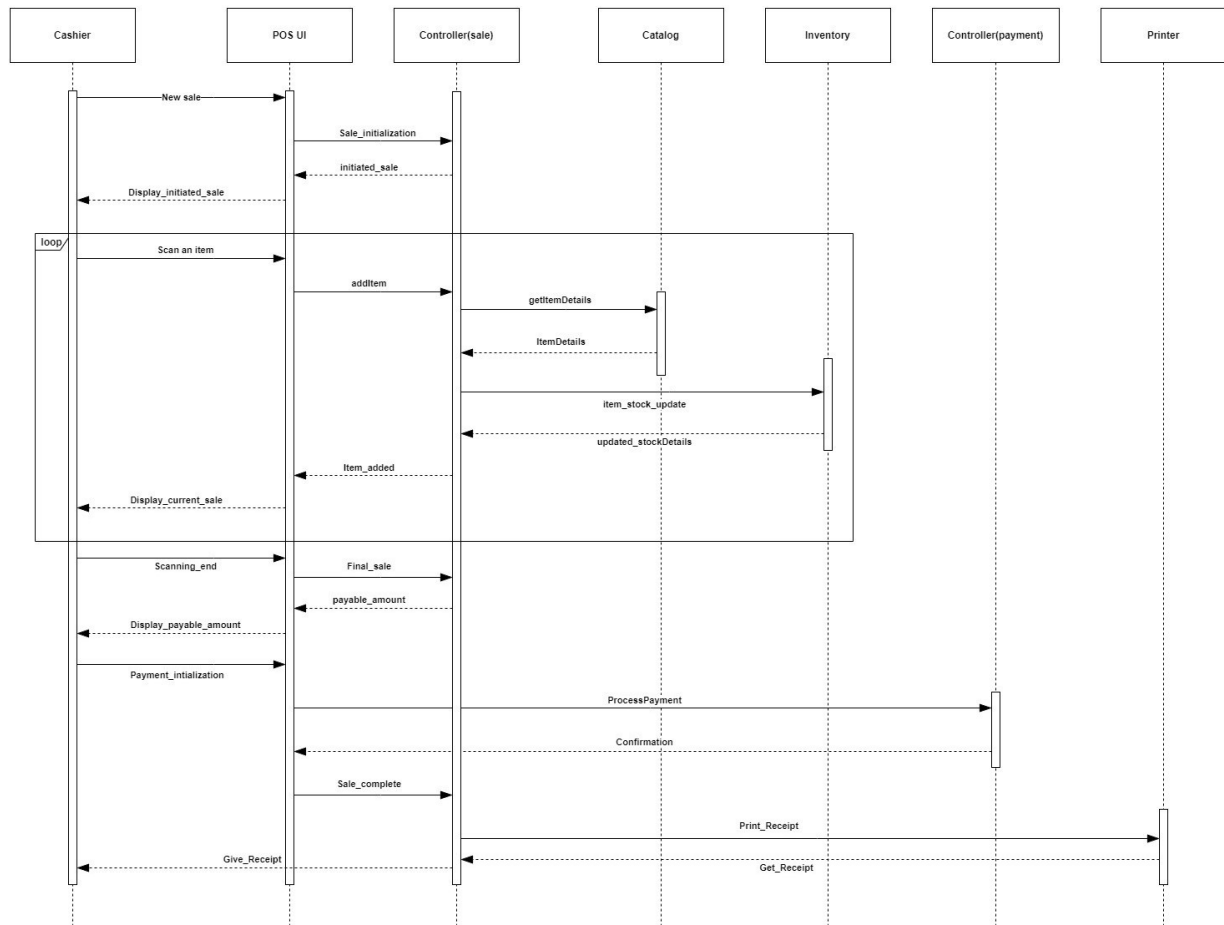 Cashier
POS UI
Controller(sale)
Catalog
Inventory
Controller(payment)
Printer
New sale
Sale_initialization
initiated_sale
Display_initiated_sale
loop
Scan an item
addItem
getItemDetails
ItemDetails
item_stock_update
updated_stockDetails
Item_added
Display_current_sale
Scanning_end
Final_sale
payable_amount
Display_payable_amount
Payment_intialization
ProcessPayment
Confirmation
Sale_complete
Print_Receipt
Give_Receipt
Get_Receipt